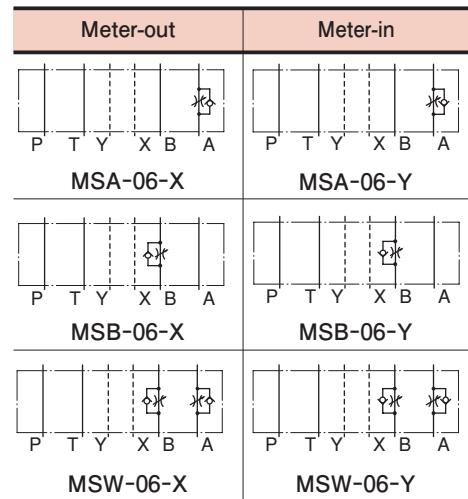 Meter-out Meter-in
P T Y X B A P T Y X B A
MSA-06-X MSA-06-Y
P T Y X B A P T Y X B A
MSB-06-X MSB-06-Y
P T Y X B A P T Y X B A
MSW-06-X MSW-06-Y